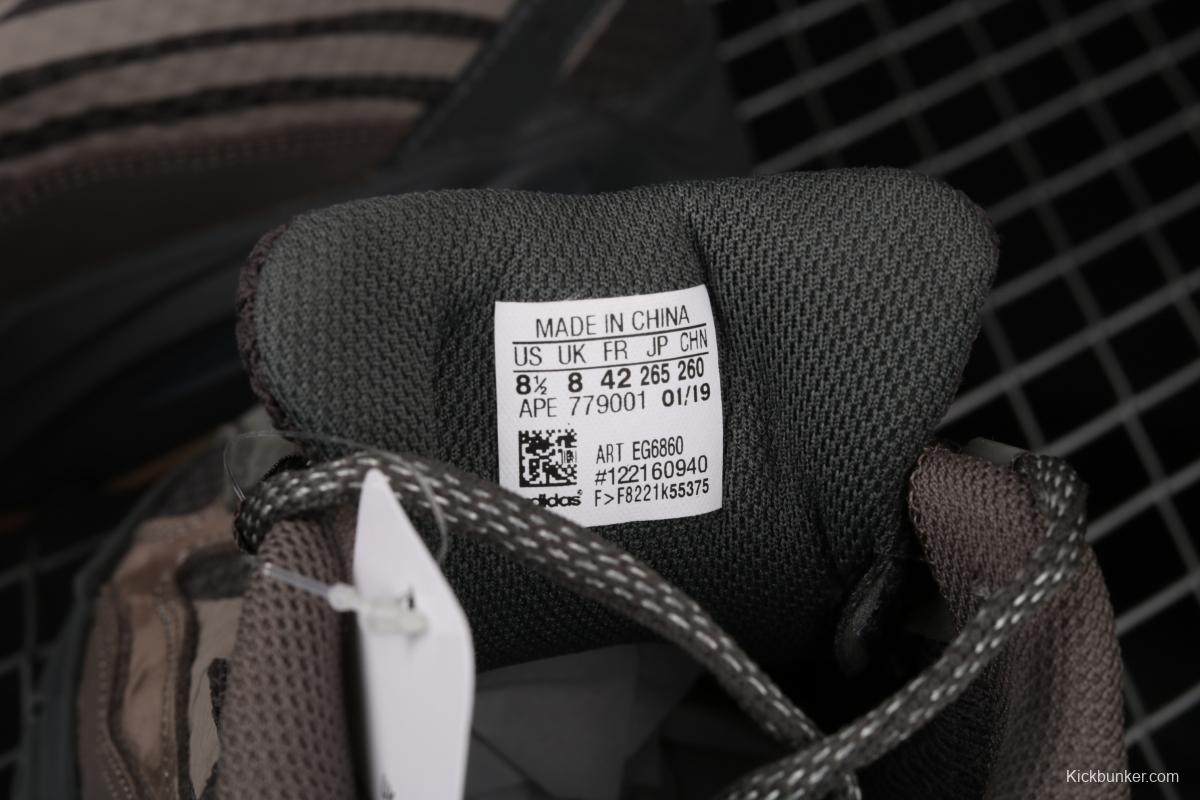 MADE IN CHINA
US UK FR JP CHN
8½ 8 42 265 260
APE 779001 01/19
ART EG6860
#122160940
adidas F>F8221k55375
Kickbunker.com